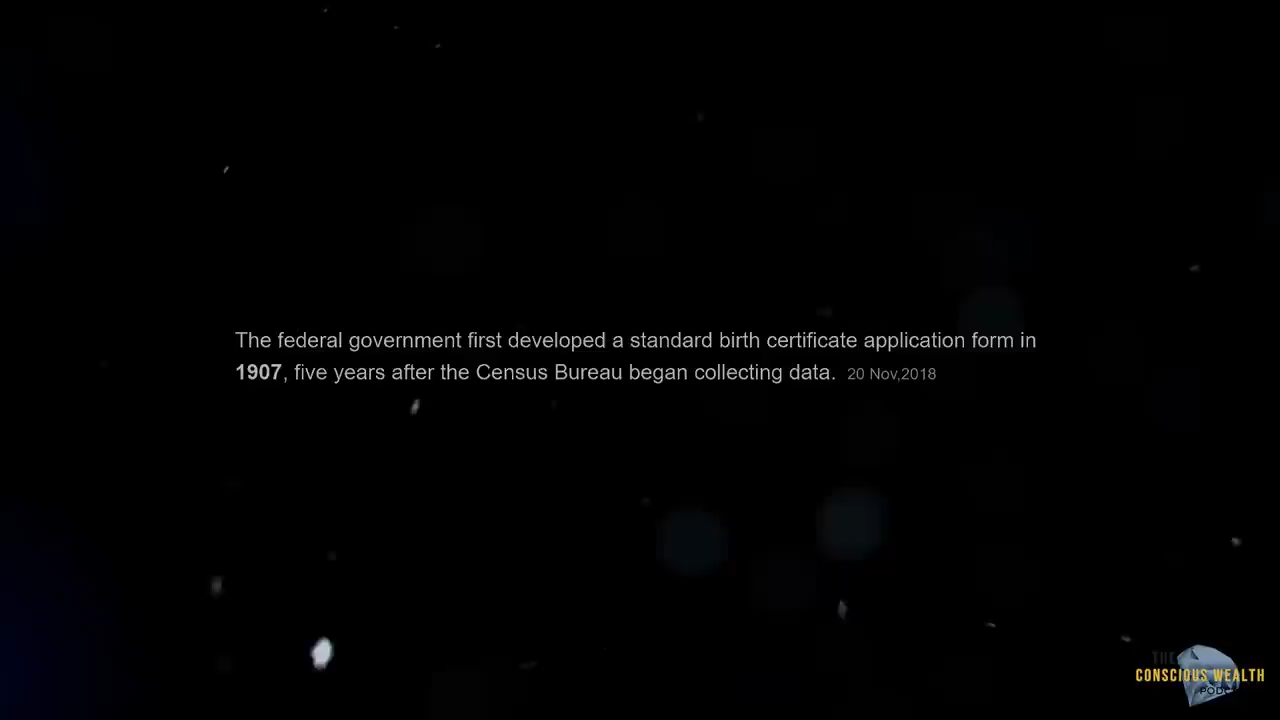 The federal government first developed a standard birth certificate application form in
1907, five years after the Census Bureau began collecting data. 20 Nov,2018
THE
CONSCIOUS WEALTH